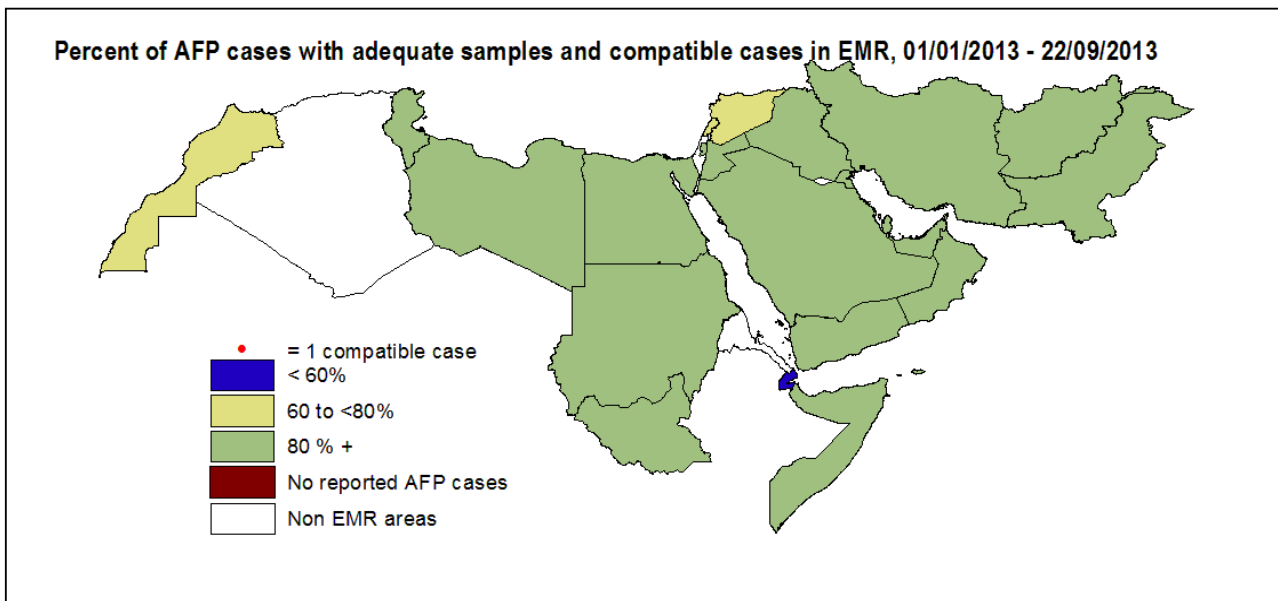 Percent of AFP cases with adequate samples and compatible cases in EMR, 01/01/2013 - 22/09/2013
= 1 compatible case
< 60%
60 to <80%
80 % +
No reported AFP cases
Non EMR areas